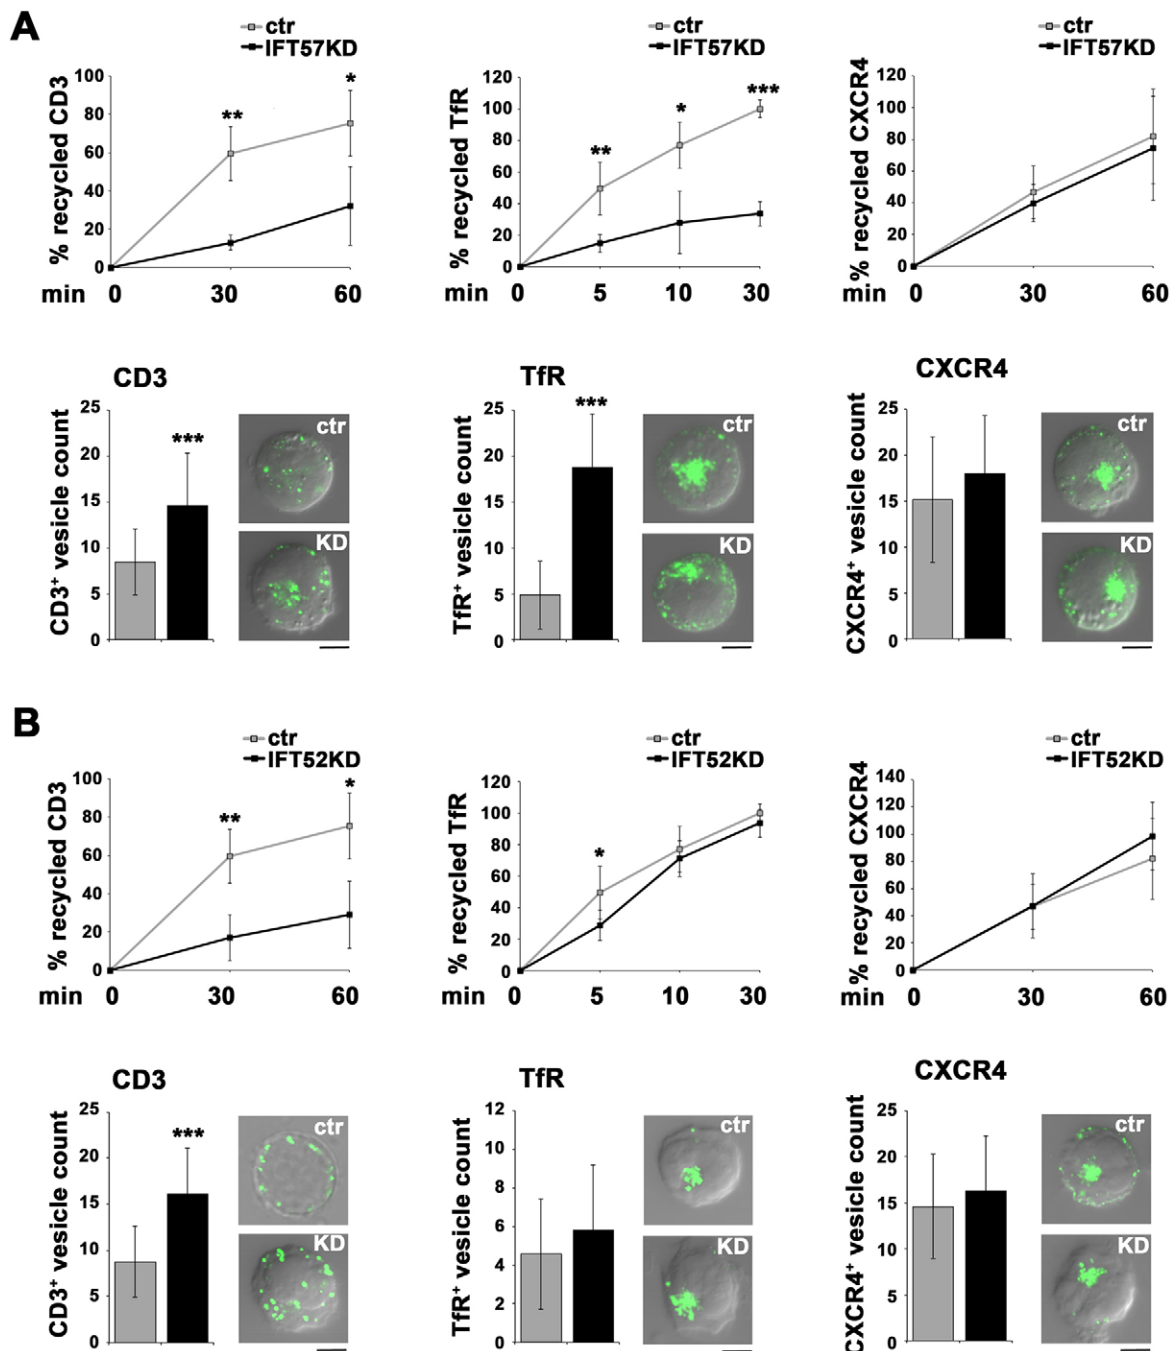 A
ctr
IFT57KD
% recycled CD3
100
80
60
40
20
0
**
*
min 0 30 60
ctr
IFT57KD
% recycled TfR
120
100
80
60
40
20
0
**
*
***
min 0 5 10 30
ctr
IFT57KD
% recycled CXCR4
120
100
80
60
40
20
0
min 0 30 60
CD3
CD3+ vesicle count
25
20
15
10
5
0
***
ctr
KD
TfR
TfR+ vesicle count
25
20
15
10
5
0
***
ctr
KD
CXCR4
CXCR4+ vesicle count
25
20
15
10
5
0
ctr
KD
B
ctr
IFT52KD
% recycled CD3
100
80
60
40
20
0
**
*
min 0 30 60
ctr
IFT52KD
% recycled TfR
120
100
80
60
40
20
0
*
min 0 5 10 30
ctr
IFT52KD
% recycled CXCR4
140
120
100
80
60
40
20
0
min 0 30 60
CD3
CD3+ vesicle count
25
20
15
10
5
0
***
ctr
KD
TfR
TfR+ vesicle count
12
10
8
6
4
2
0
ctr
KD
CXCR4
CXCR4+ vesicle count
25
20
15
10
5
0
ctr
KD